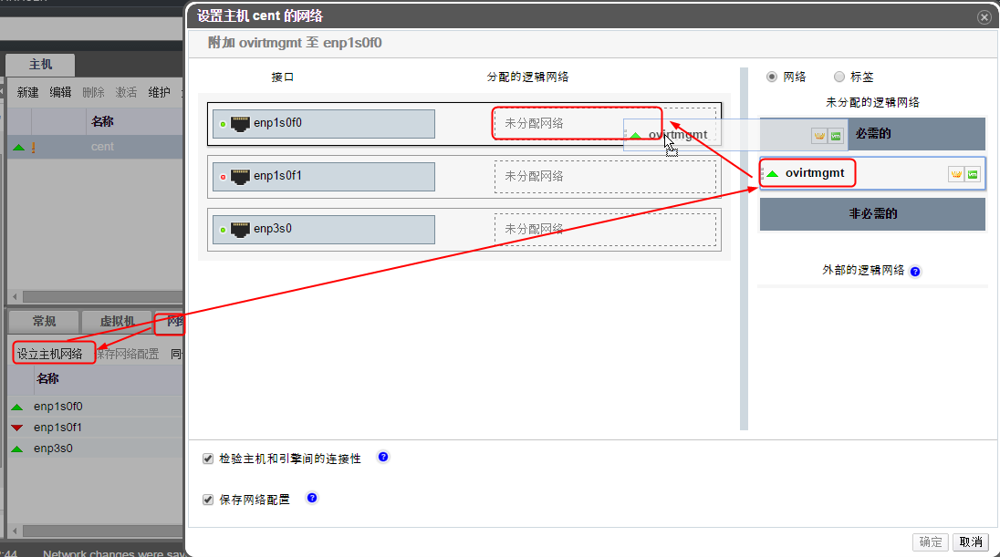 设置主机 cent 的网络
附加 ovirtmgmt 至 enp1s0f0
主机
新建 编辑 删除 激活 维护
名称
cent
接口
分配的逻辑网络
enp1s0f0
未分配网络
ovirtmgmt
enp1s0f1
未分配网络
enp3s0
未分配网络
网络 标签
未分配的逻辑网络
必需的
ovirtmgmt
非必需的
外部的逻辑网络
常规 虚拟机 网络
设立主机网络 保存网络配置 同
名称
enp1s0f0
enp1s0f1
enp3s0
检验主机和引擎间的连接性
保存网络配置
确定 取消
:44 Network changes were sav